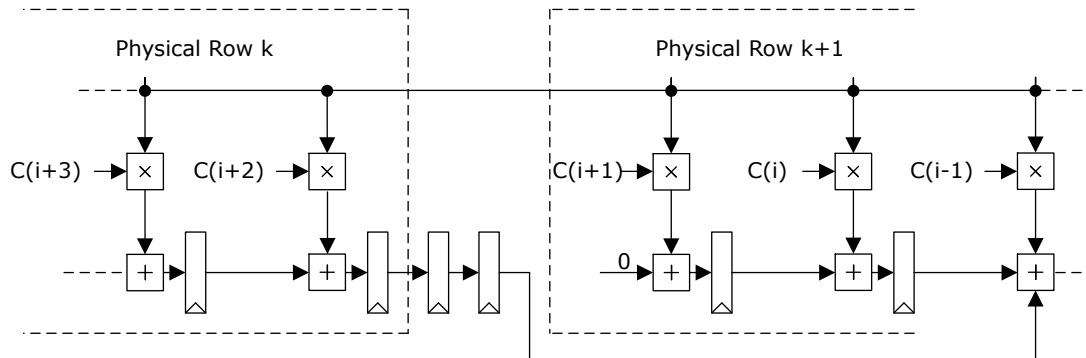 Physical Row k
Physical Row k+1
C(i+3)
×
C(i+2)
×
C(i+1)
×
C(i)
×
C(i-1)
×
+
+
0
+
+
+